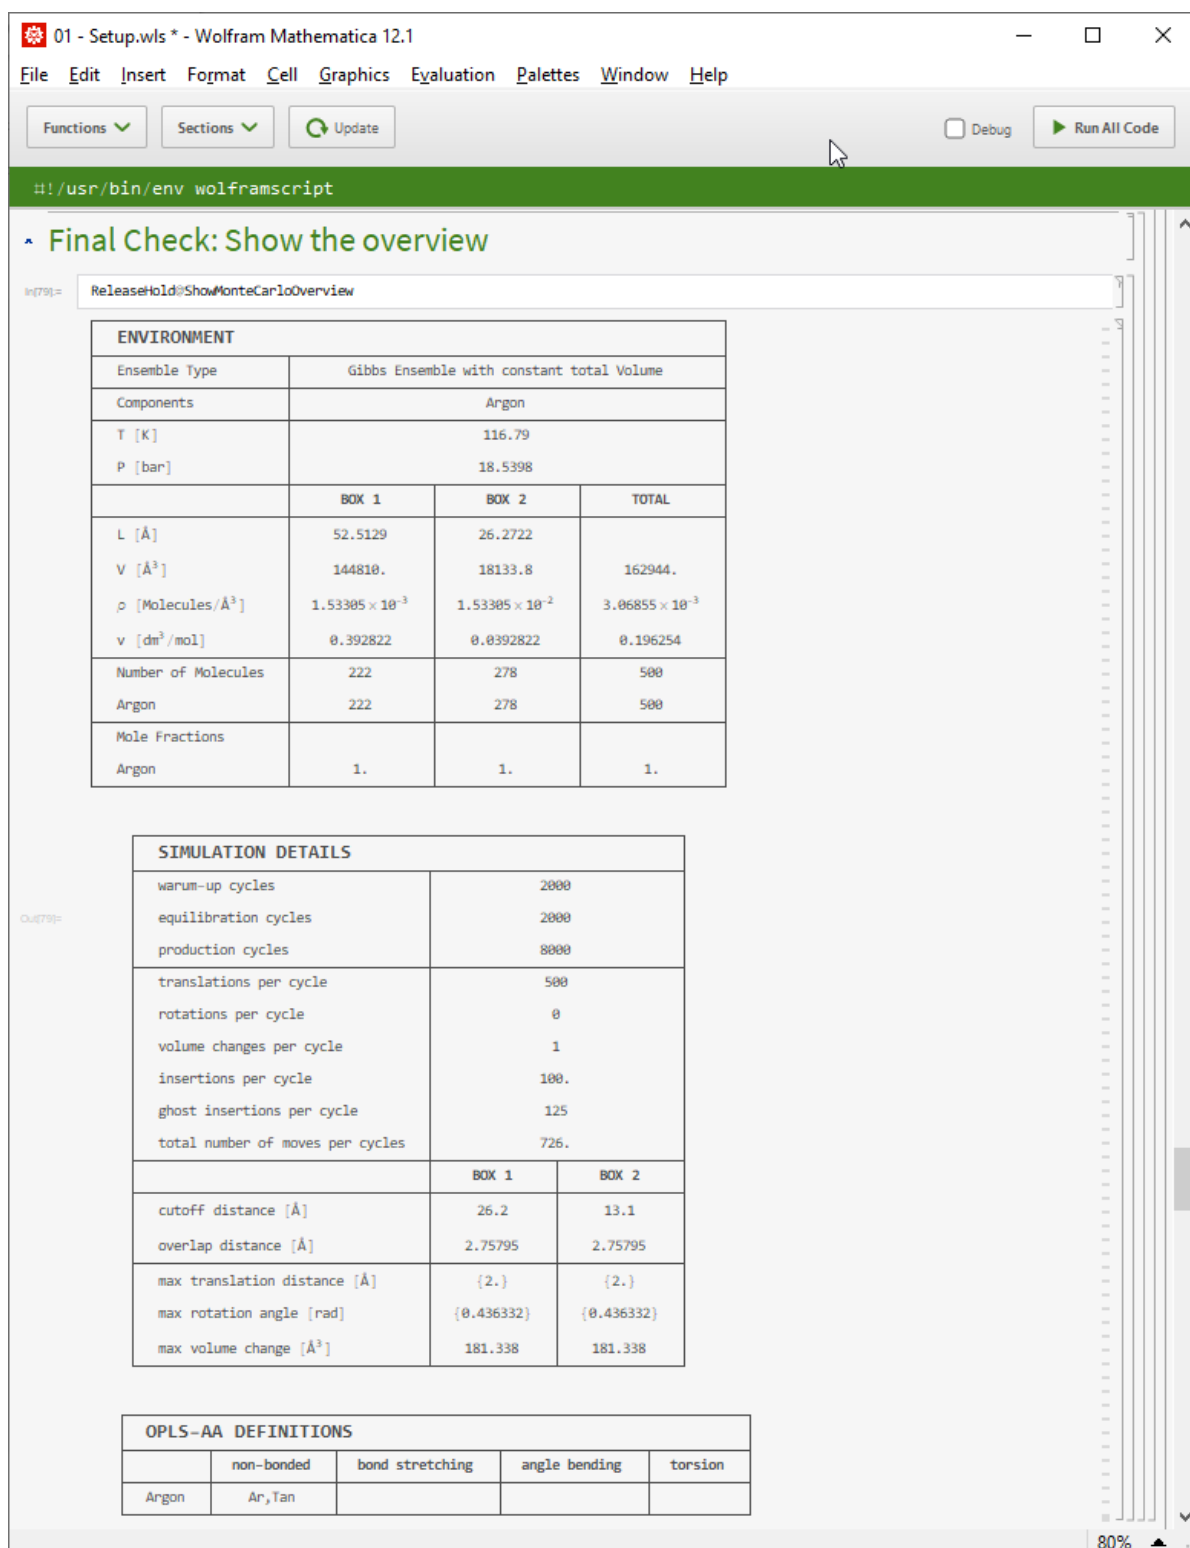 01 - Setup.wls * - Wolfram Mathematica 12.1
File Edit Insert Format Cell Graphics Evaluation Palettes Window Help
Functions Sections Update Debug Run All Code
#!/usr/bin/env wolframscript
Final Check: Show the overview
In[79]:= ReleaseHold@ShowMonteCarloOverview
ENVIRONMENT
Ensemble Type Gibbs Ensemble with constant total Volume
Components Argon
T [K] 116.79
P [bar] 18.5398
BOX 1 BOX 2 TOTAL
L [Å] 52.5129 26.2722
V [Å³] 144810. 18133.8 162944.
ρ [Molecules/Å³] 1.53305×10⁻³ 1.53305×10⁻² 3.06855×10⁻³
v [dm³/mol] 0.392822 0.0392822 0.196254
Number of Molecules 222 278 500
Argon 222 278 500
Mole Fractions
Argon 1. 1. 1.
SIMULATION DETAILS
warum-up cycles 2000
Out[79]= equilibration cycles 2000
production cycles 8000
translations per cycle 500
rotations per cycle 0
volume changes per cycle 1
insertions per cycle 100.
ghost insertions per cycle 125
total number of moves per cycles 726.
BOX 1 BOX 2
cutoff distance [Å] 26.2 13.1
overlap distance [Å] 2.75795 2.75795
max translation distance [Å] {2.} {2.}
max rotation angle [rad] {0.436332} {0.436332}
max volume change [Å³] 181.338 181.338
OPLS-AA DEFINITIONS
non-bonded bond stretching angle bending torsion
Argon Ar,Tan
80%